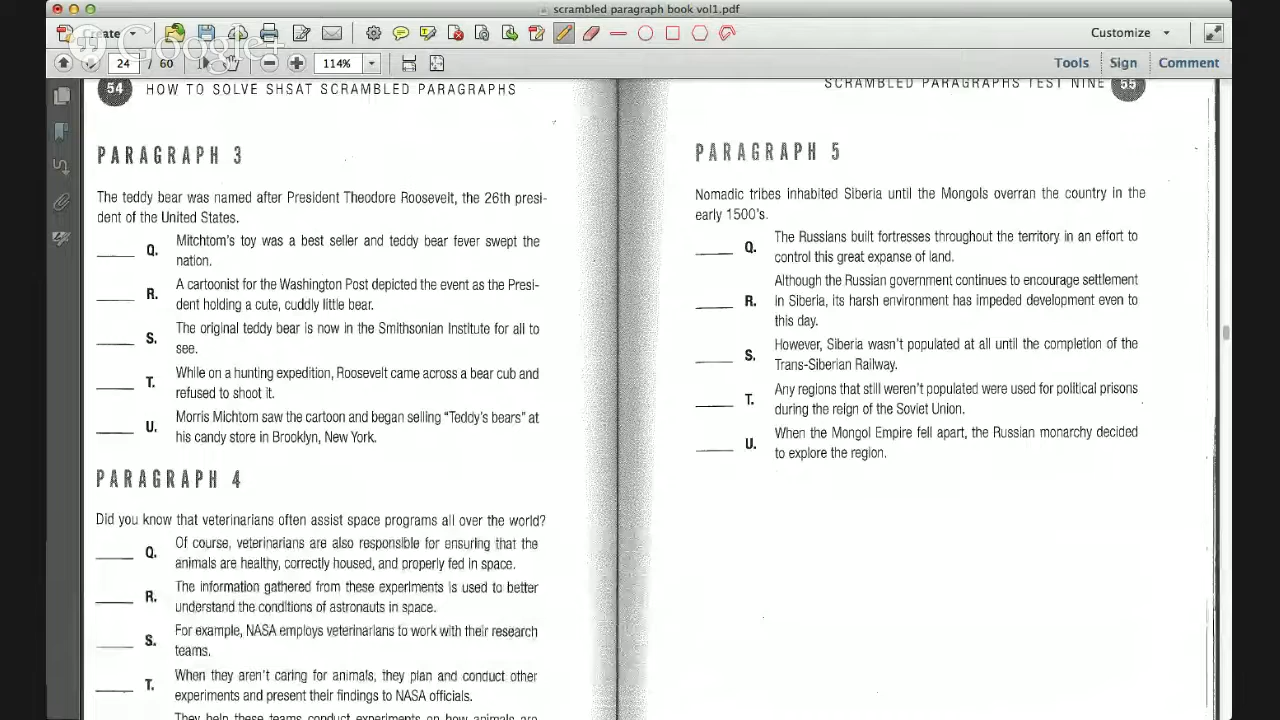 scrambled paragraph book vol1.pdf
Create
Google+
Customize
24 / 60
114%
Tools Sign Comment
54 HOW TO SOLVE SHSAT SCRAMBLED PARAGRAPHS
PARAGRAPH 3
The teddy bear was named after President Theodore Roosevelt, the 26th presi-
dent of the United States.
Q. Mitchtom's toy was a best seller and teddy bear fever swept the
nation.
R. A cartoonist for the Washington Post depicted the event as the Presi-
dent holding a cute, cuddly little bear.
S. The original teddy bear is now in the Smithsonian Institute for all to
see.
T. While on a hunting expedition, Roosevelt came across a bear cub and
refused to shoot it.
U. Morris Michtom saw the cartoon and began selling "Teddy's bears" at
his candy store in Brooklyn, New York.
PARAGRAPH 4
Did you know that veterinarians often assist space programs all over the world?
Q. Of course, veterinarians are also responsible for ensuring that the
animals are healthy, correctly housed, and properly fed in space.
R. The information gathered from these experiments is used to better
understand the conditions of astronauts in space.
S. For example, NASA employs veterinarians to work with their research
teams.
T. When they aren't caring for animals, they plan and conduct other
experiments and present their findings to NASA officials.
They help these teams conduct experiments on how animals are
SCRAMBLED PARAGRAPHS TEST NINE 55
PARAGRAPH 5
Nomadic tribes inhabited Siberia until the Mongols overran the country in the
early 1500's.
Q. The Russians built fortresses throughout the territory in an effort to
control this great expanse of land.
R. Although the Russian government continues to encourage settlement
in Siberia, its harsh environment has impeded development even to
this day.
S. However, Siberia wasn't populated at all until the completion of the
Trans-Siberian Railway.
T. Any regions that still weren't populated were used for political prisons
during the reign of the Soviet Union.
U. When the Mongol Empire fell apart, the Russian monarchy decided
to explore the region.